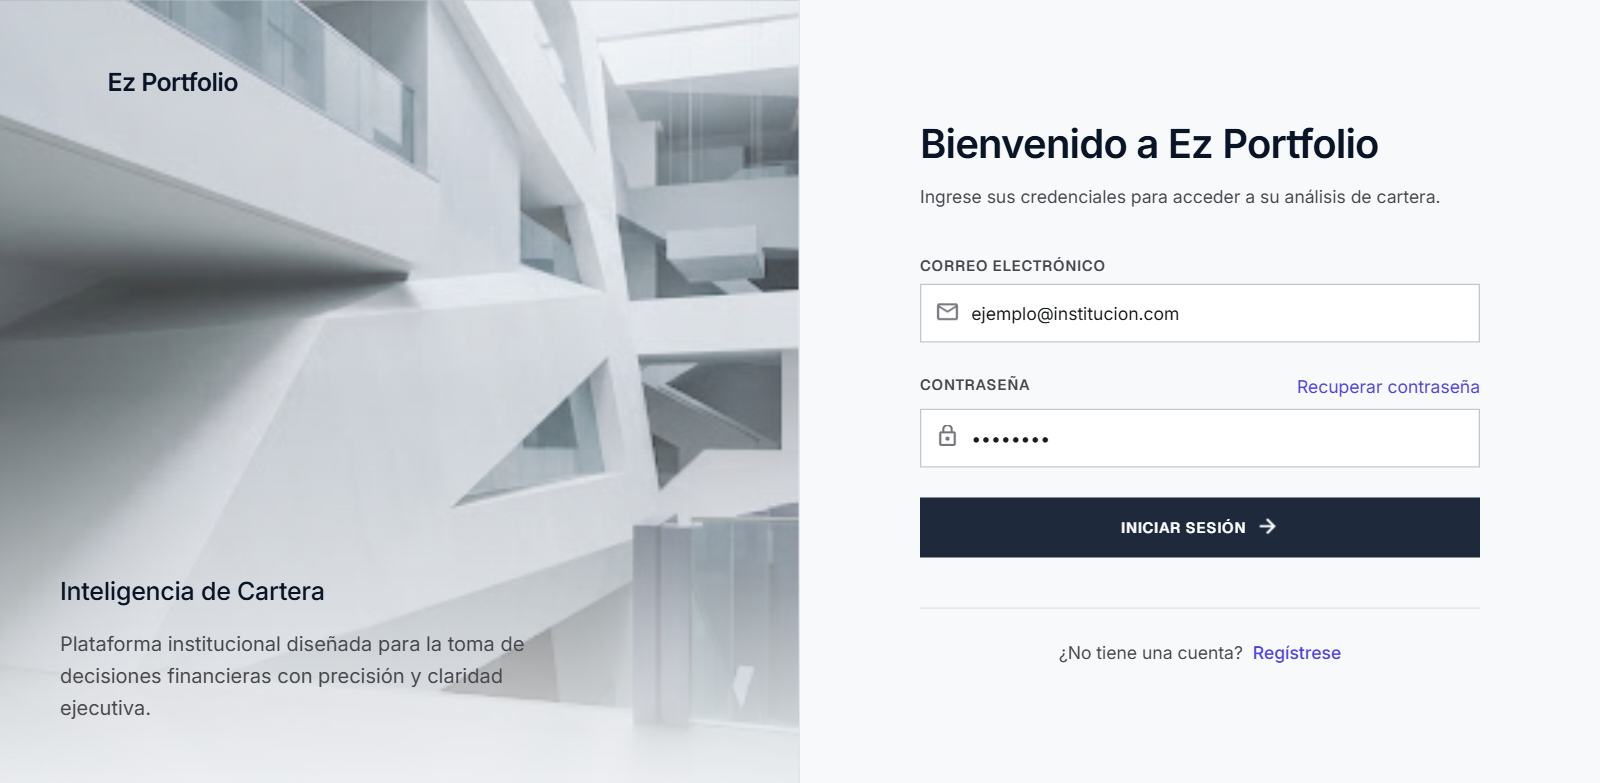 Ez Portfolio
Inteligencia de Cartera
Plataforma institucional diseñada para la toma de
decisiones financieras con precisión y claridad
ejecutiva.
Bienvenido a Ez Portfolio
Ingrese sus credenciales para acceder a su análisis de cartera.
CORREO ELECTRÓNICO
ejemplo@institucion.com
CONTRASEÑA Recuperar contraseña
••••••••
INICIAR SESIÓN →
¿No tiene una cuenta? Regístrese